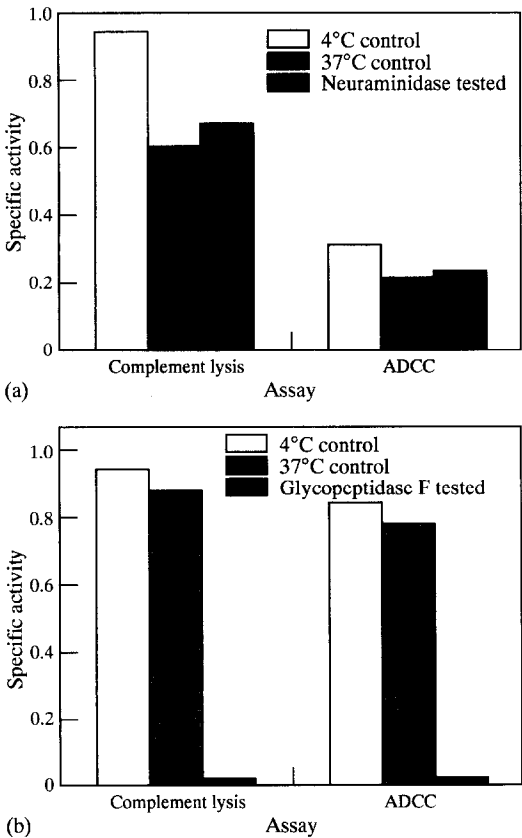 1.0
0.8
0.6
0.4
0.2
0
Specific activity
4°C control
37°C control
Neuraminidase tested
Complement lysis
ADCC
Assay
(a)
1.0
0.8
0.6
0.4
0.2
0
Specific activity
4°C control
37°C control
Glycopeptidase F tested
Complement lysis
ADCC
Assay
(b)